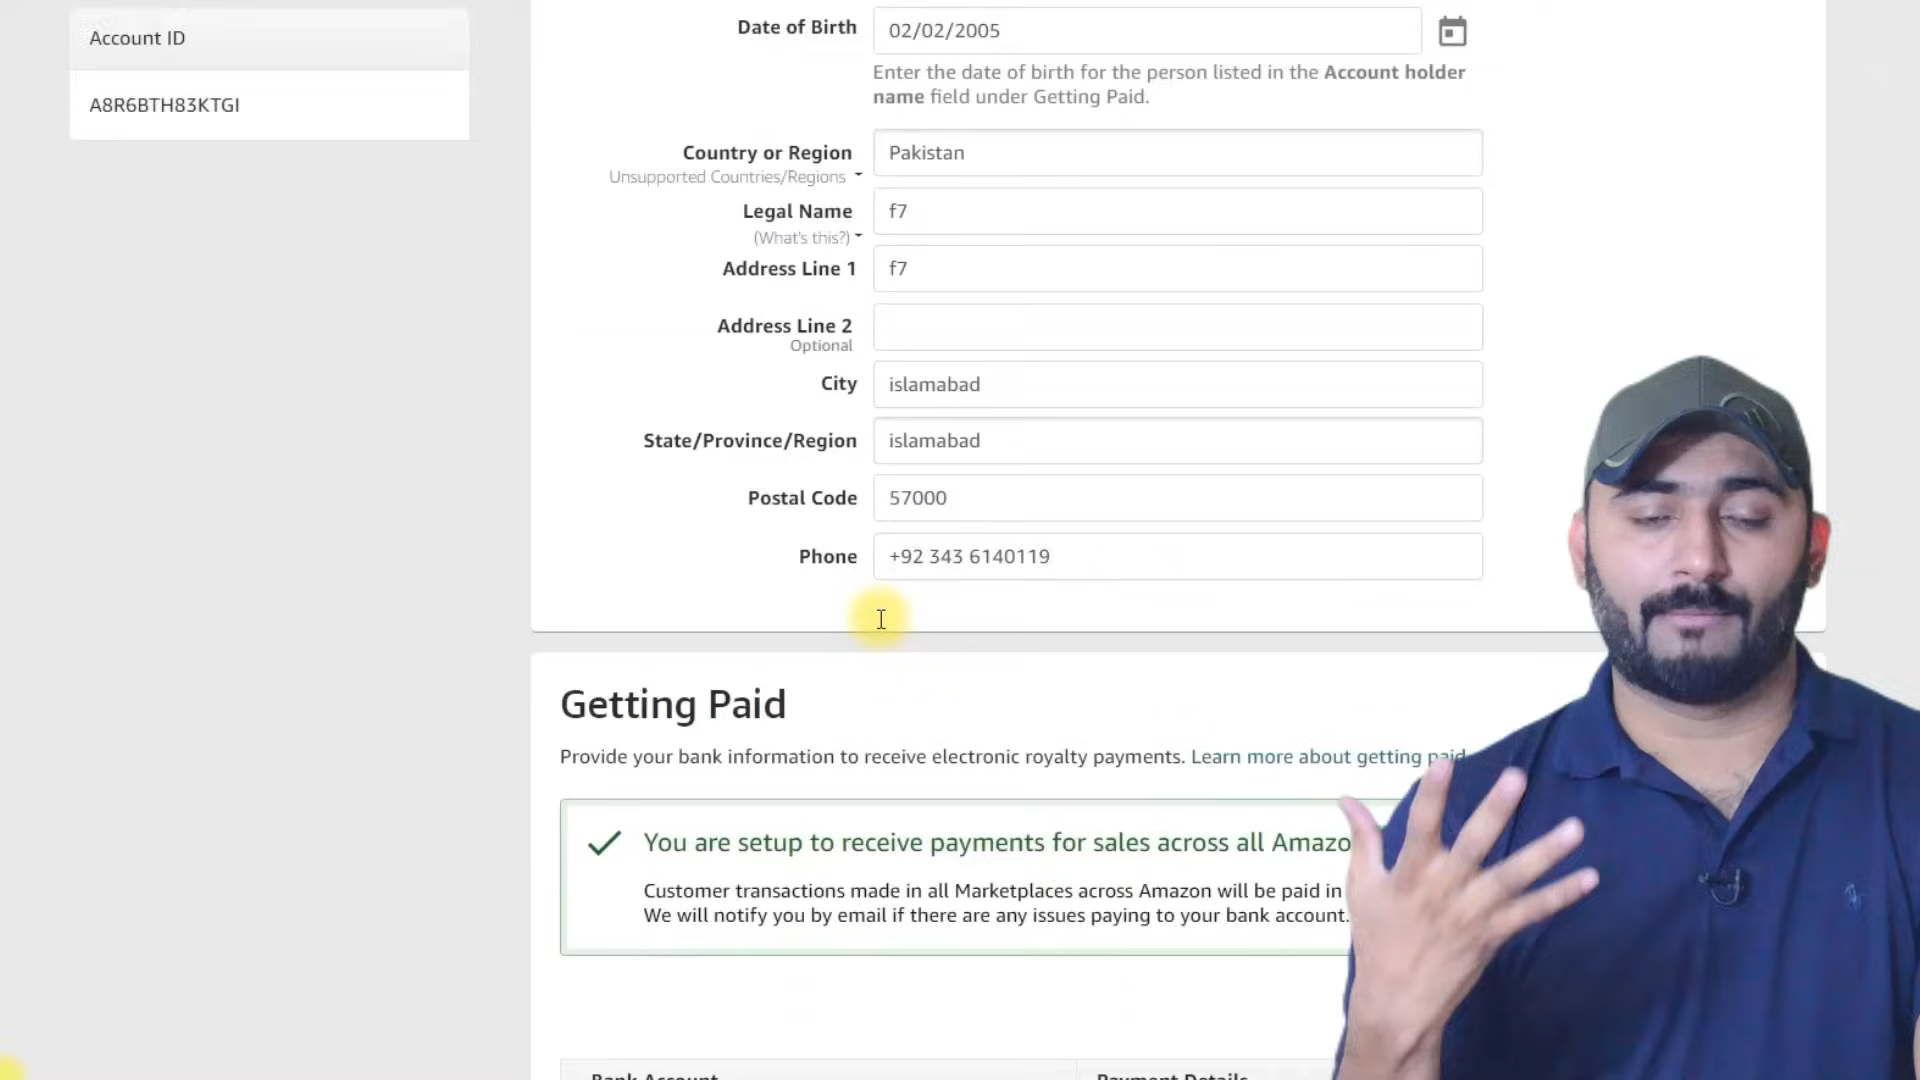 Account ID
A8R6BTH83KTGI
Date of Birth
02/02/2005
Enter the date of birth for the person listed in the Account holder
name field under Getting Paid.
Country or Region
Pakistan
Unsupported Countries/Regions
Legal Name
f7
(What's this?)
Address Line 1
f7
Address Line 2
Optional
City
islamabad
State/Province/Region
islamabad
Postal Code
57000
Phone
+92 343 6140119
Getting Paid
Provide your bank information to receive electronic royalty payments. Learn more about getting paid
You are setup to receive payments for sales across all Amazo
Customer transactions made in all Marketplaces across Amazon will be paid in
We will notify you by email if there are any issues paying to your bank account.
Bank Account
Payment Details